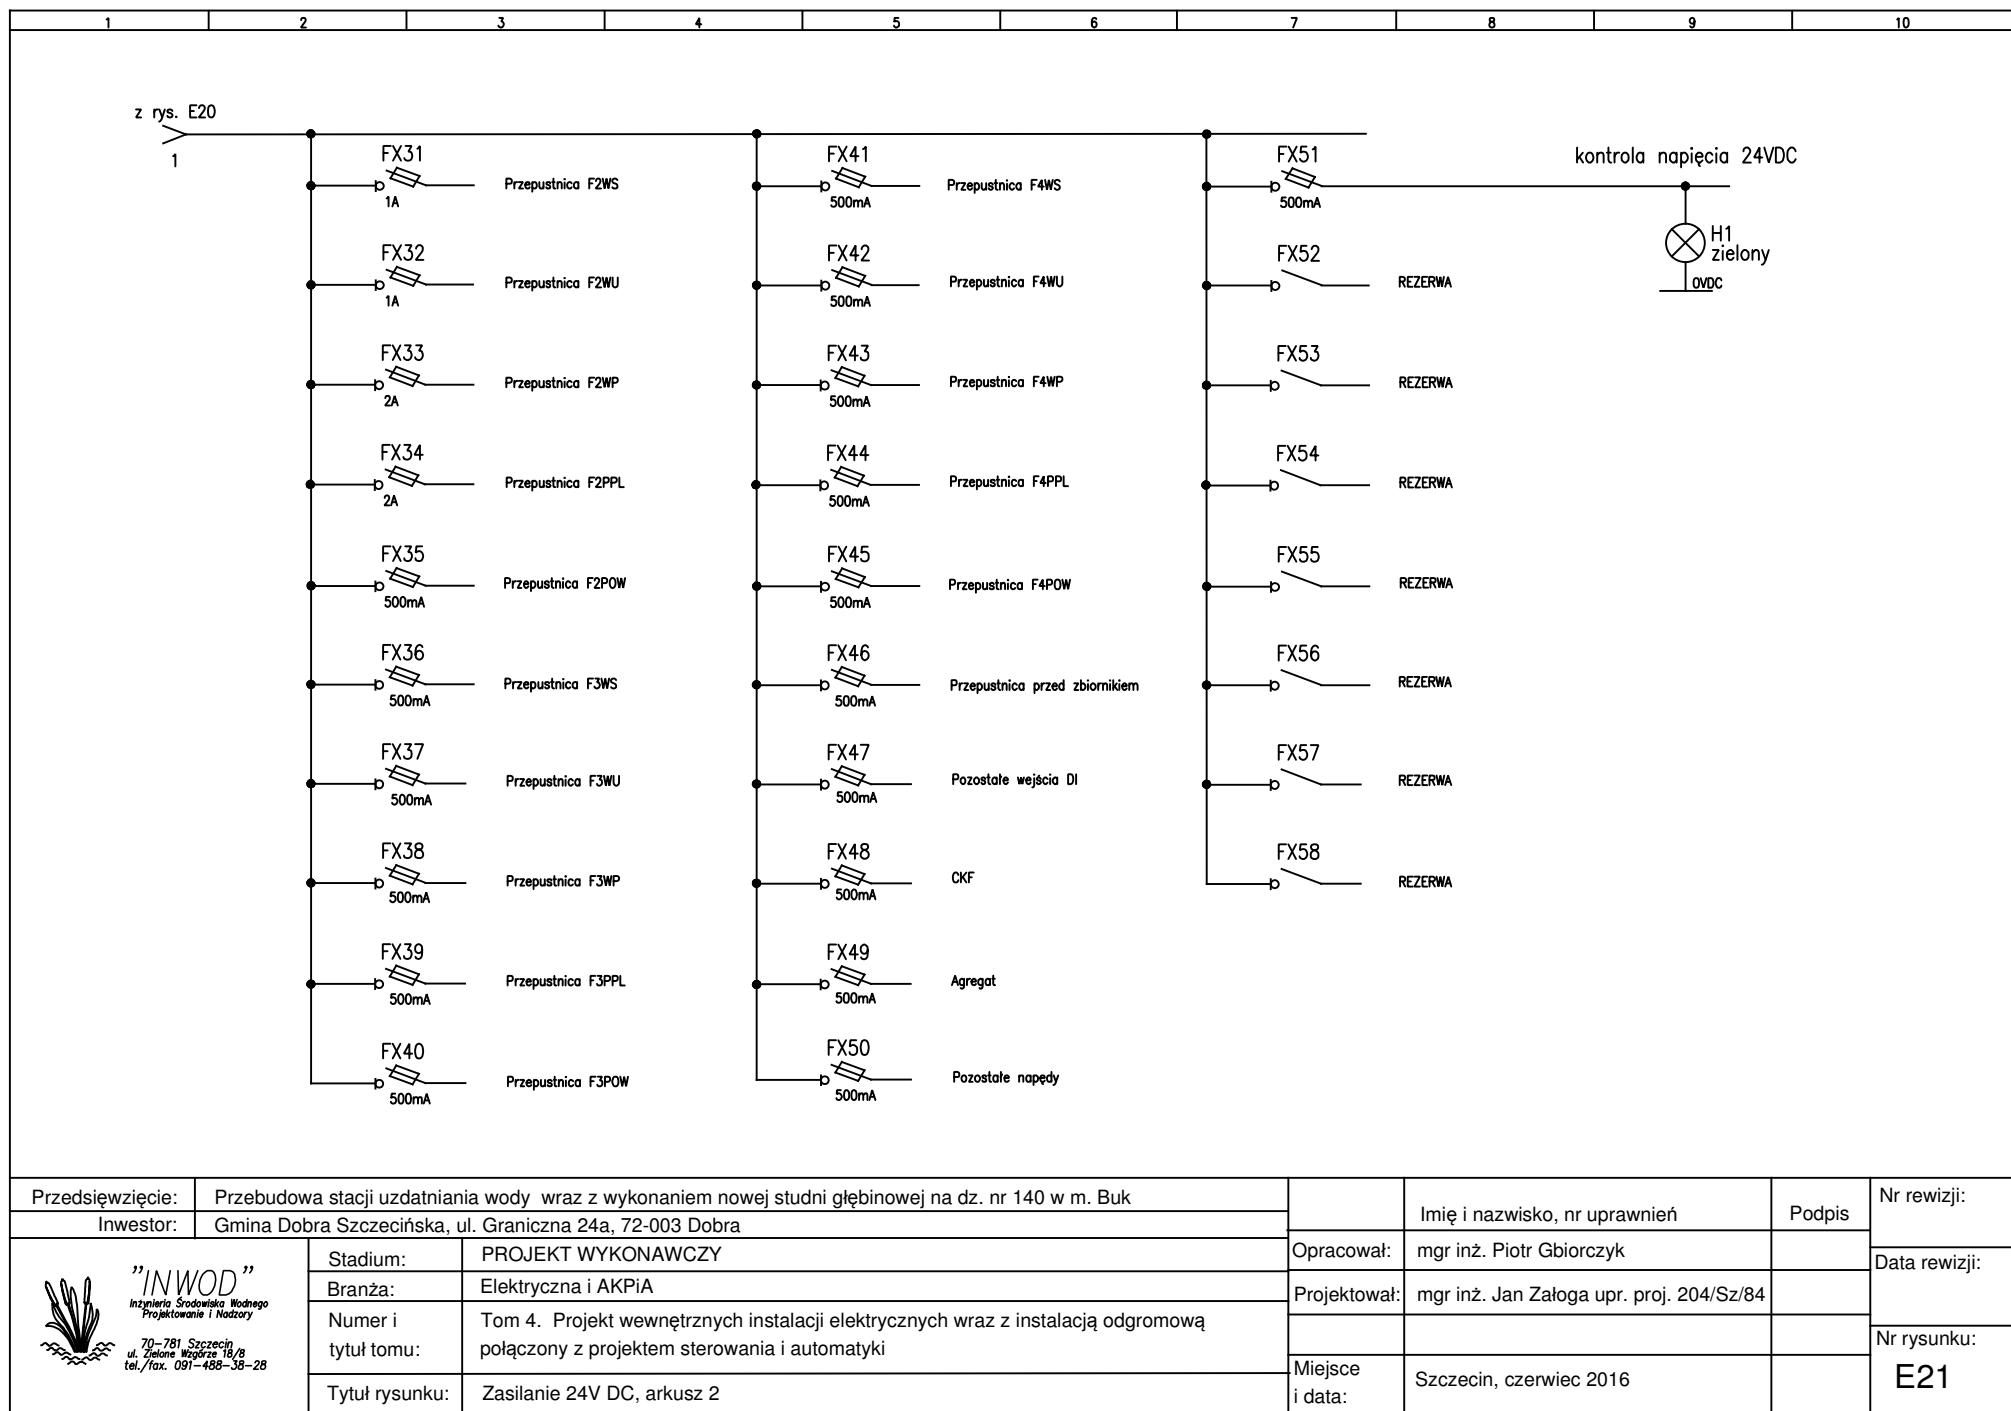 1 2 3 4 5 6 7 8 9 10
z rys. E20
1
FX31
1A
Przepustnica F2WS
FX32
1A
Przepustnica F2WU
FX33
2A
Przepustnica F2WP
FX34
2A
Przepustnica F2PPL
FX35
500mA
Przepustnica F2POW
FX36
500mA
Przepustnica F3WS
FX37
500mA
Przepustnica F3WU
FX38
500mA
Przepustnica F3WP
FX39
500mA
Przepustnica F3PPL
FX40
500mA
Przepustnica F3POW
FX41
500mA
Przepustnica F4WS
FX42
500mA
Przepustnica F4WU
FX43
500mA
Przepustnica F4WP
FX44
500mA
Przepustnica F4PPL
FX45
500mA
Przepustnica F4POW
FX46
500mA
Przepustnica przed zbiornikiem
FX47
500mA
Pozostałe wejścia DI
FX48
500mA
CKF
FX49
500mA
Agregat
FX50
500mA
Pozostałe napędy
FX51
500mA
kontrola napięcia 24VDC
H1
zielony
0VDC
FX52
REZERWA
FX53
REZERWA
FX54
REZERWA
FX55
REZERWA
FX56
REZERWA
FX57
REZERWA
FX58
REZERWA
Przedsięwzięcie: Przebudowa stacji uzdatniania wody wraz z wykonaniem nowej studni głębinowej na dz. nr 140 w m. Buk
Inwestor: Gmina Dobra Szczecińska, ul. Graniczna 24a, 72-003 Dobra
"INWOD"
Inżynieria Środowiska Wodnego
Projektowanie i Nadzory
70-781 Szczecin
ul. Zielone Wzgórze 18/8
tel./fax. 091-488-38-28
Stadium: PROJEKT WYKONAWCZY
Branża: Elektryczna i AKPiA
Numer i
tytuł tomu:
Tom 4. Projekt wewnętrznych instalacji elektrycznych wraz z instalacją odgromową
połączony z projektem sterowania i automatyki
Tytuł rysunku: Zasilanie 24V DC, arkusz 2
Imię i nazwisko, nr uprawnień Podpis
Opracował: mgr inż. Piotr Gbiorczyk
Projektował: mgr inż. Jan Załoga upr. proj. 204/Sz/84
Miejsce
i data:
Szczecin, czerwiec 2016
Nr rewizji:
Data rewizji:
Nr rysunku:
E21